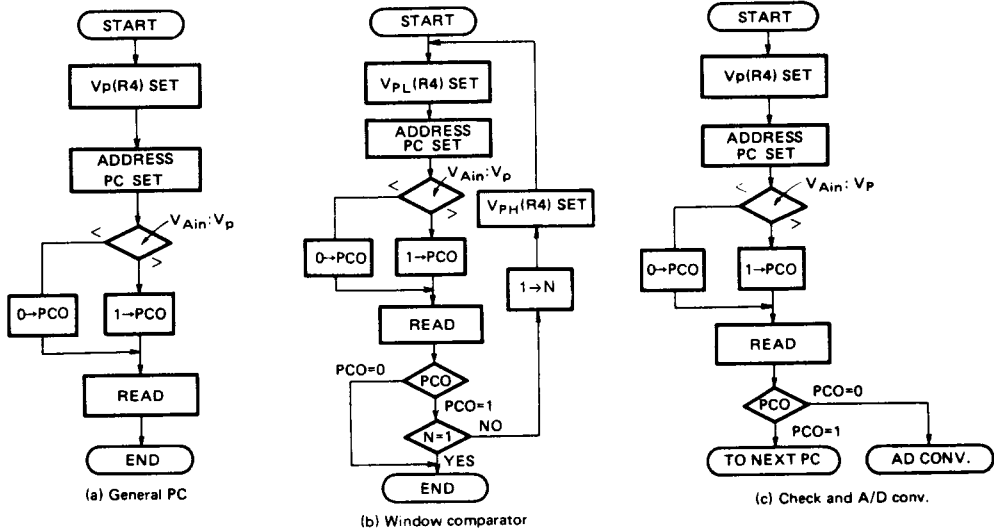 START
Vp(R4) SET
ADDRESS
PC SET
VAin:Vp
<
>
0→PCO
1→PCO
READ
END
(a) General PC
START
VPL(R4) SET
ADDRESS
PC SET
VAin:Vp
<
>
VPH(R4) SET
0→PCO
1→PCO
1→N
READ
PCO=0
PCO
PCO=1
N=1
NO
YES
END
(b) Window comparator
START
Vp(R4) SET
ADDRESS
PC SET
VAin:VP
<
>
0→PCO
1→PCO
READ
PCO
PCO=0
PCO=1
TO NEXT PC
AD CONV.
(c) Check and A/D conv.